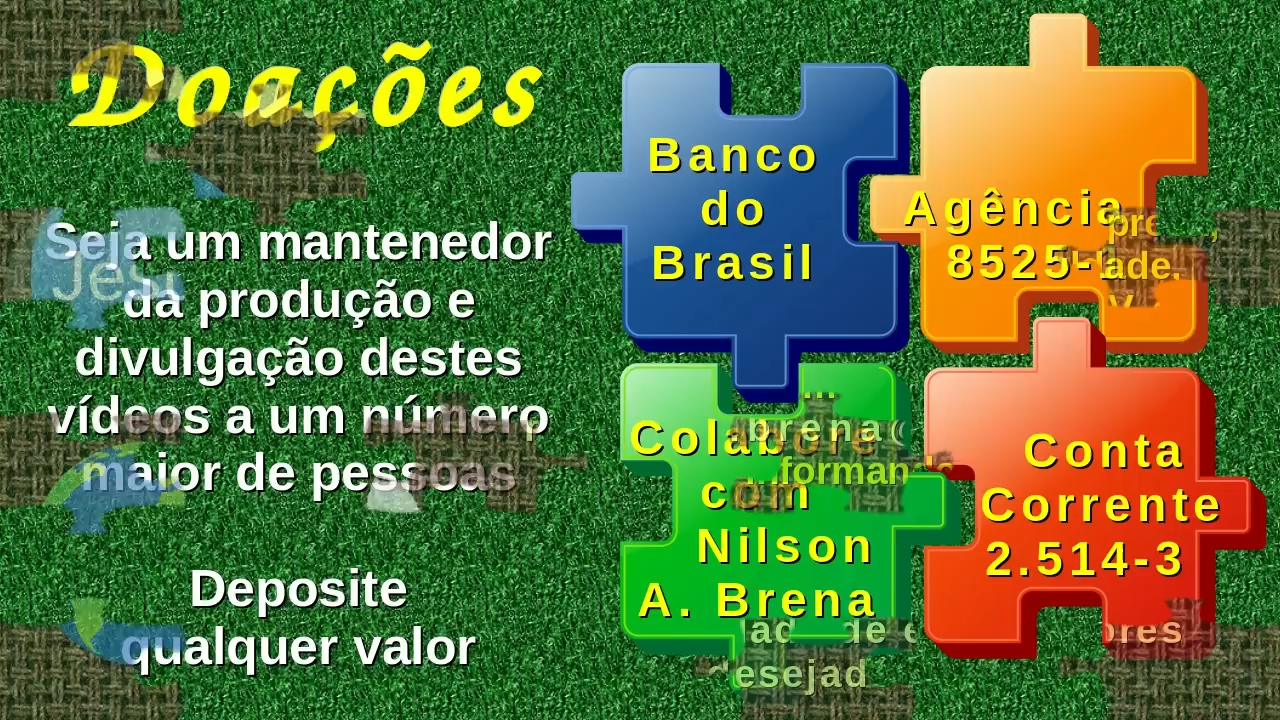 Doações
Seja um mantenedor
da produção e
divulgação destes
vídeos a um número
maior de pessoas
Deposite
qualquer valor
Banco
do
Brasil
Agência
8525-
Colabore
com
Nilson
A. Brena
Conta
Corrente
2.514-3